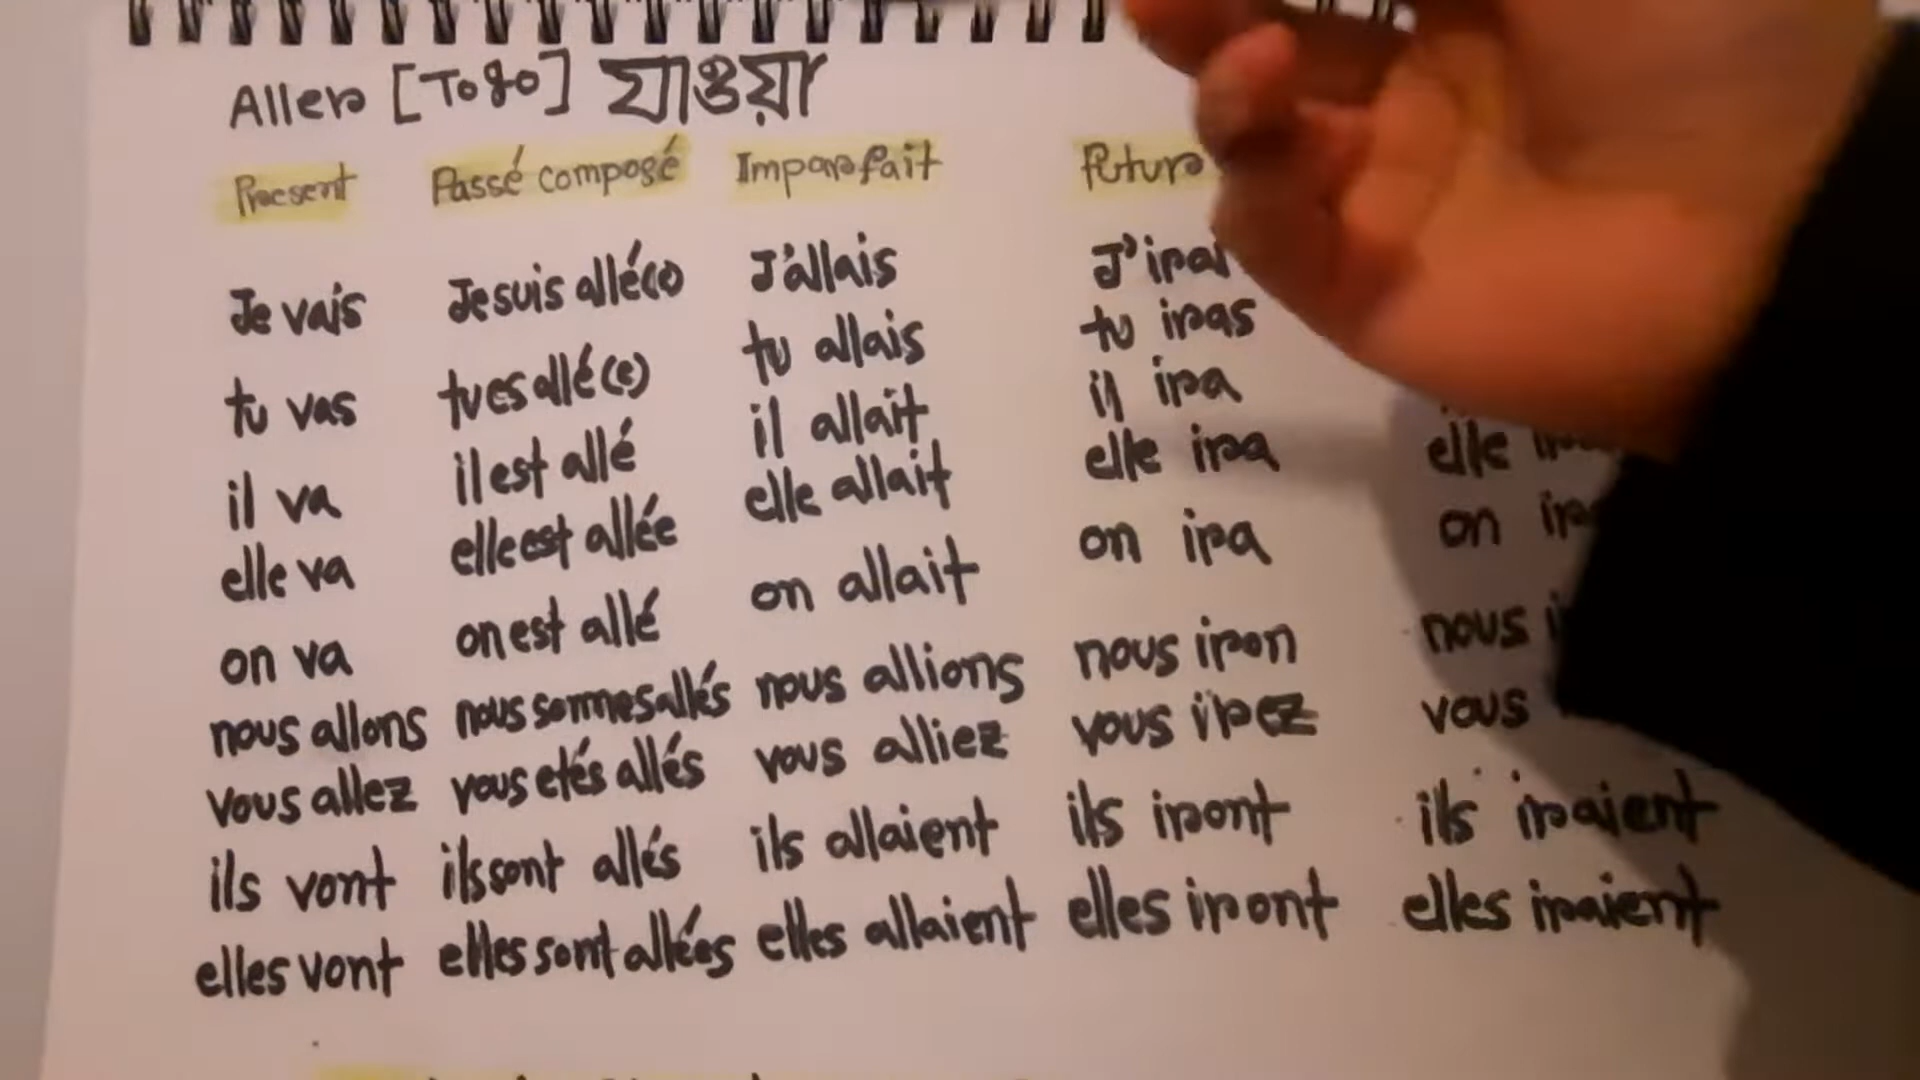 Aller [To go] যাওয়া
Present Passé composé Imparfait futur
Je vais Je suis allé(e) J'allais J'irai
tu vas tu es allé(e) tu allais tu iras
il va il est allé il allait il ira
elle va elle est allée elle allait elle ira elle
on va on est allé on allait on ira on
nous allons nous sommes allés nous allions nous iron nous
vous allez vous etés allés vous alliez vous irez vous
ils vont ils sont allés ils allaient ils iront ils iraient
elles vont elles sont allées elles allaient elles iront elles iraient